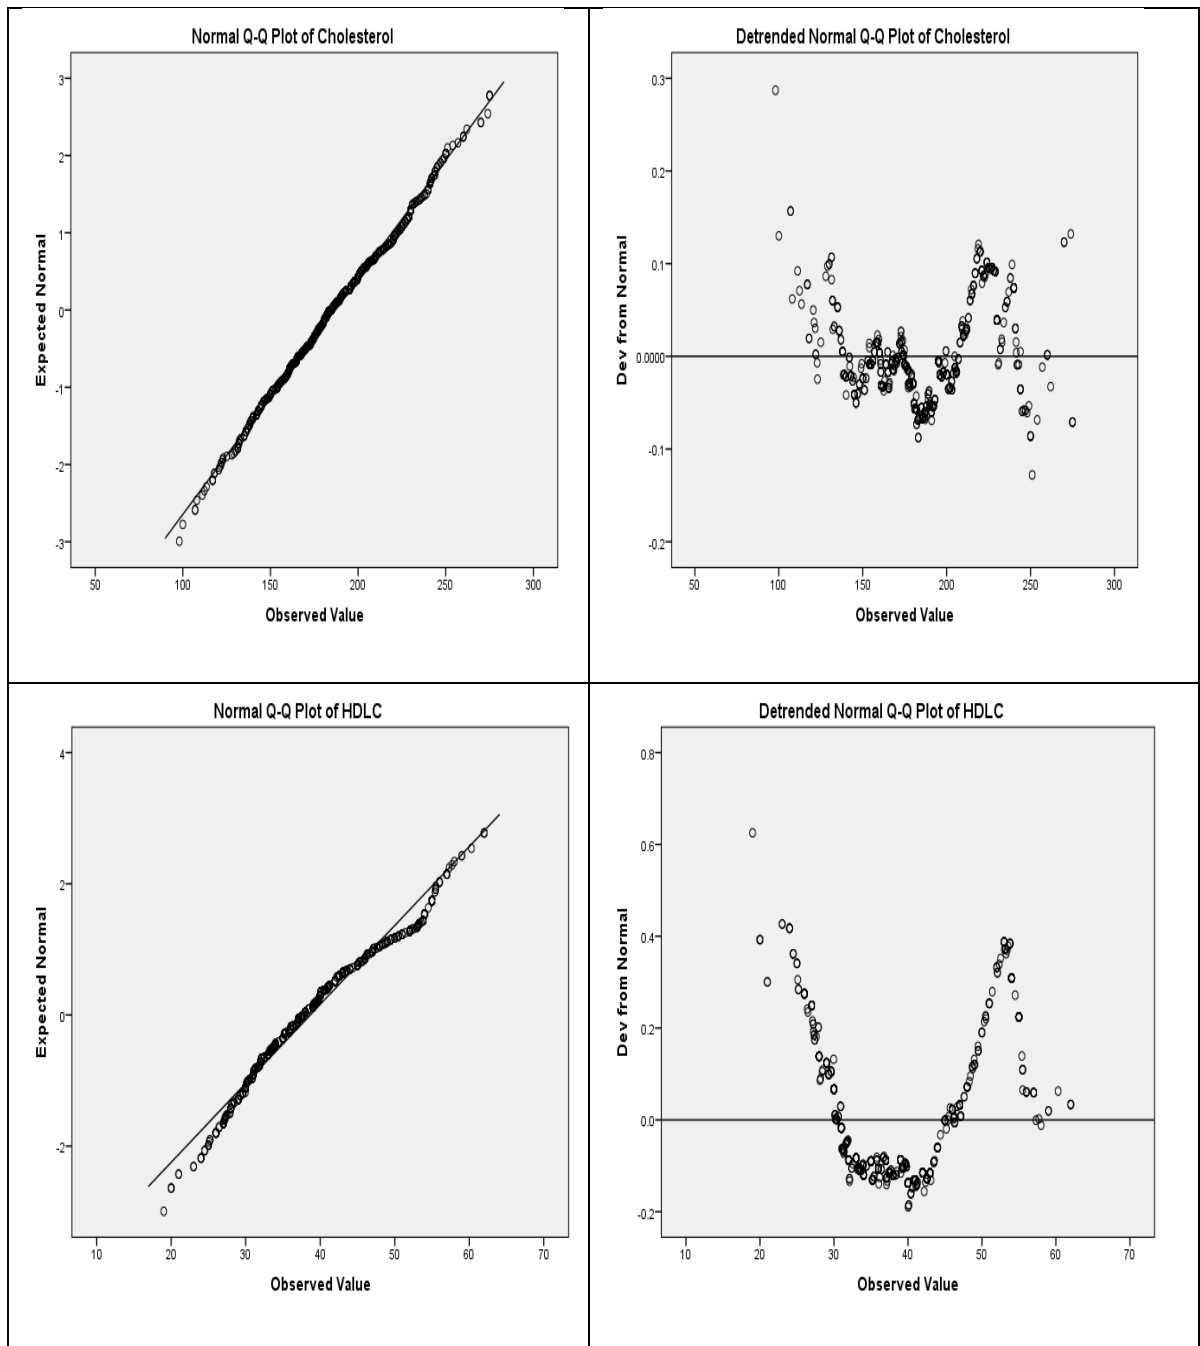 Normal Q-Q Plot of Cholesterol
Expected Normal
3
2
1
0
-1
-2
-3
50 100 150 200 250 300
Observed Value
Detrended Normal Q-Q Plot of Cholesterol
Dev from Normal
0.3
0.2
0.1
0.0000
-0.1
-0.2
50 100 150 200 250 300
Observed Value
Normal Q-Q Plot of HDLC
Expected Normal
4
2
0
-2
10 20 30 40 50 60 70
Observed Value
Detrended Normal Q-Q Plot of HDLC
Dev from Normal
0.8
0.6
0.4
0.2
0.0
-0.2
10 20 30 40 50 60 70
Observed Value